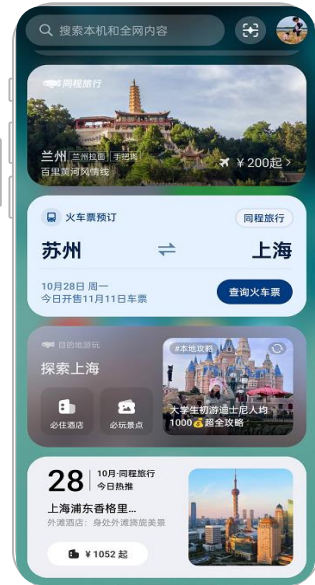 搜索本机和全网内容
同程旅行
兰州 兰州拉面 手把肉
百里黄河风情线
¥200起
火车票预订
同程旅行
苏州
上海
10月28日 周一
今日开售11月11日车票
查询火车票
目的地游玩
探索上海
必住酒店
必玩景点
#本地攻略
大学生初游迪士尼人均
1000💰超全攻略
28
10月·同程旅行
今日热推
上海浦东香格里...
外滩酒店: 身处外滩旖旎美景
¥1052 起